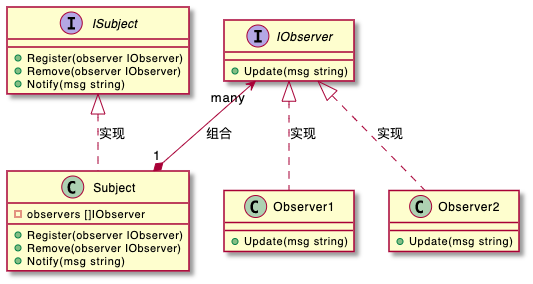 I ISubject
Register(observer IObserver)
Remove(observer IObserver)
Notify(msg string)
I IObserver
Update(msg string)
many
实现
组合
实现
实现
1
C Subject
observers []IObserver
Register(observer IObserver)
Remove(observer IObserver)
Notify(msg string)
C Observer1
Update(msg string)
C Observer2
Update(msg string)